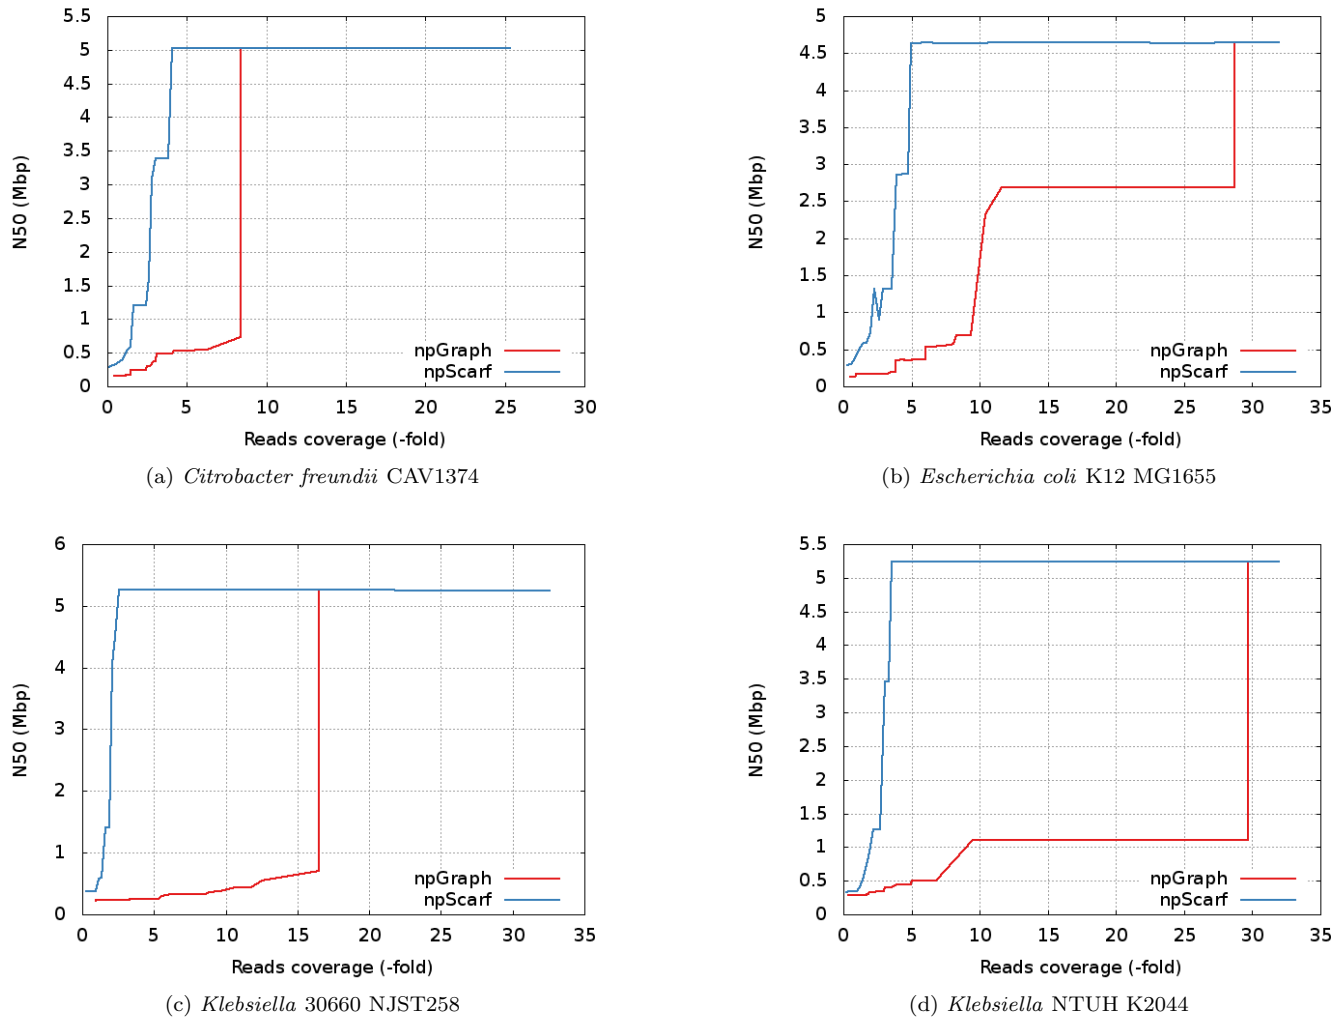 5.5
5
4.5
4
3.5
3
2.5
2
1.5
1
0.5
0
N50 (Mbp)
npGraph
npScarf
0 5 10 15 20 25 30
Reads coverage (-fold)
(a) Citrobacter freundii CAV1374
5
4.5
4
3.5
3
2.5
2
1.5
1
0.5
0
N50 (Mbp)
npGraph
npScarf
0 5 10 15 20 25 30 35
Reads coverage (-fold)
(b) Escherichia coli K12 MG1655
6
5
4
3
2
1
0
N50 (Mbp)
npGraph
npScarf
0 5 10 15 20 25 30 35
Reads coverage (-fold)
(c) Klebsiella 30660 NJST258
5.5
5
4.5
4
3.5
3
2.5
2
1.5
1
0.5
0
N50 (Mbp)
npGraph
npScarf
0 5 10 15 20 25 30 35
Reads coverage (-fold)
(d) Klebsiella NTUH K2044